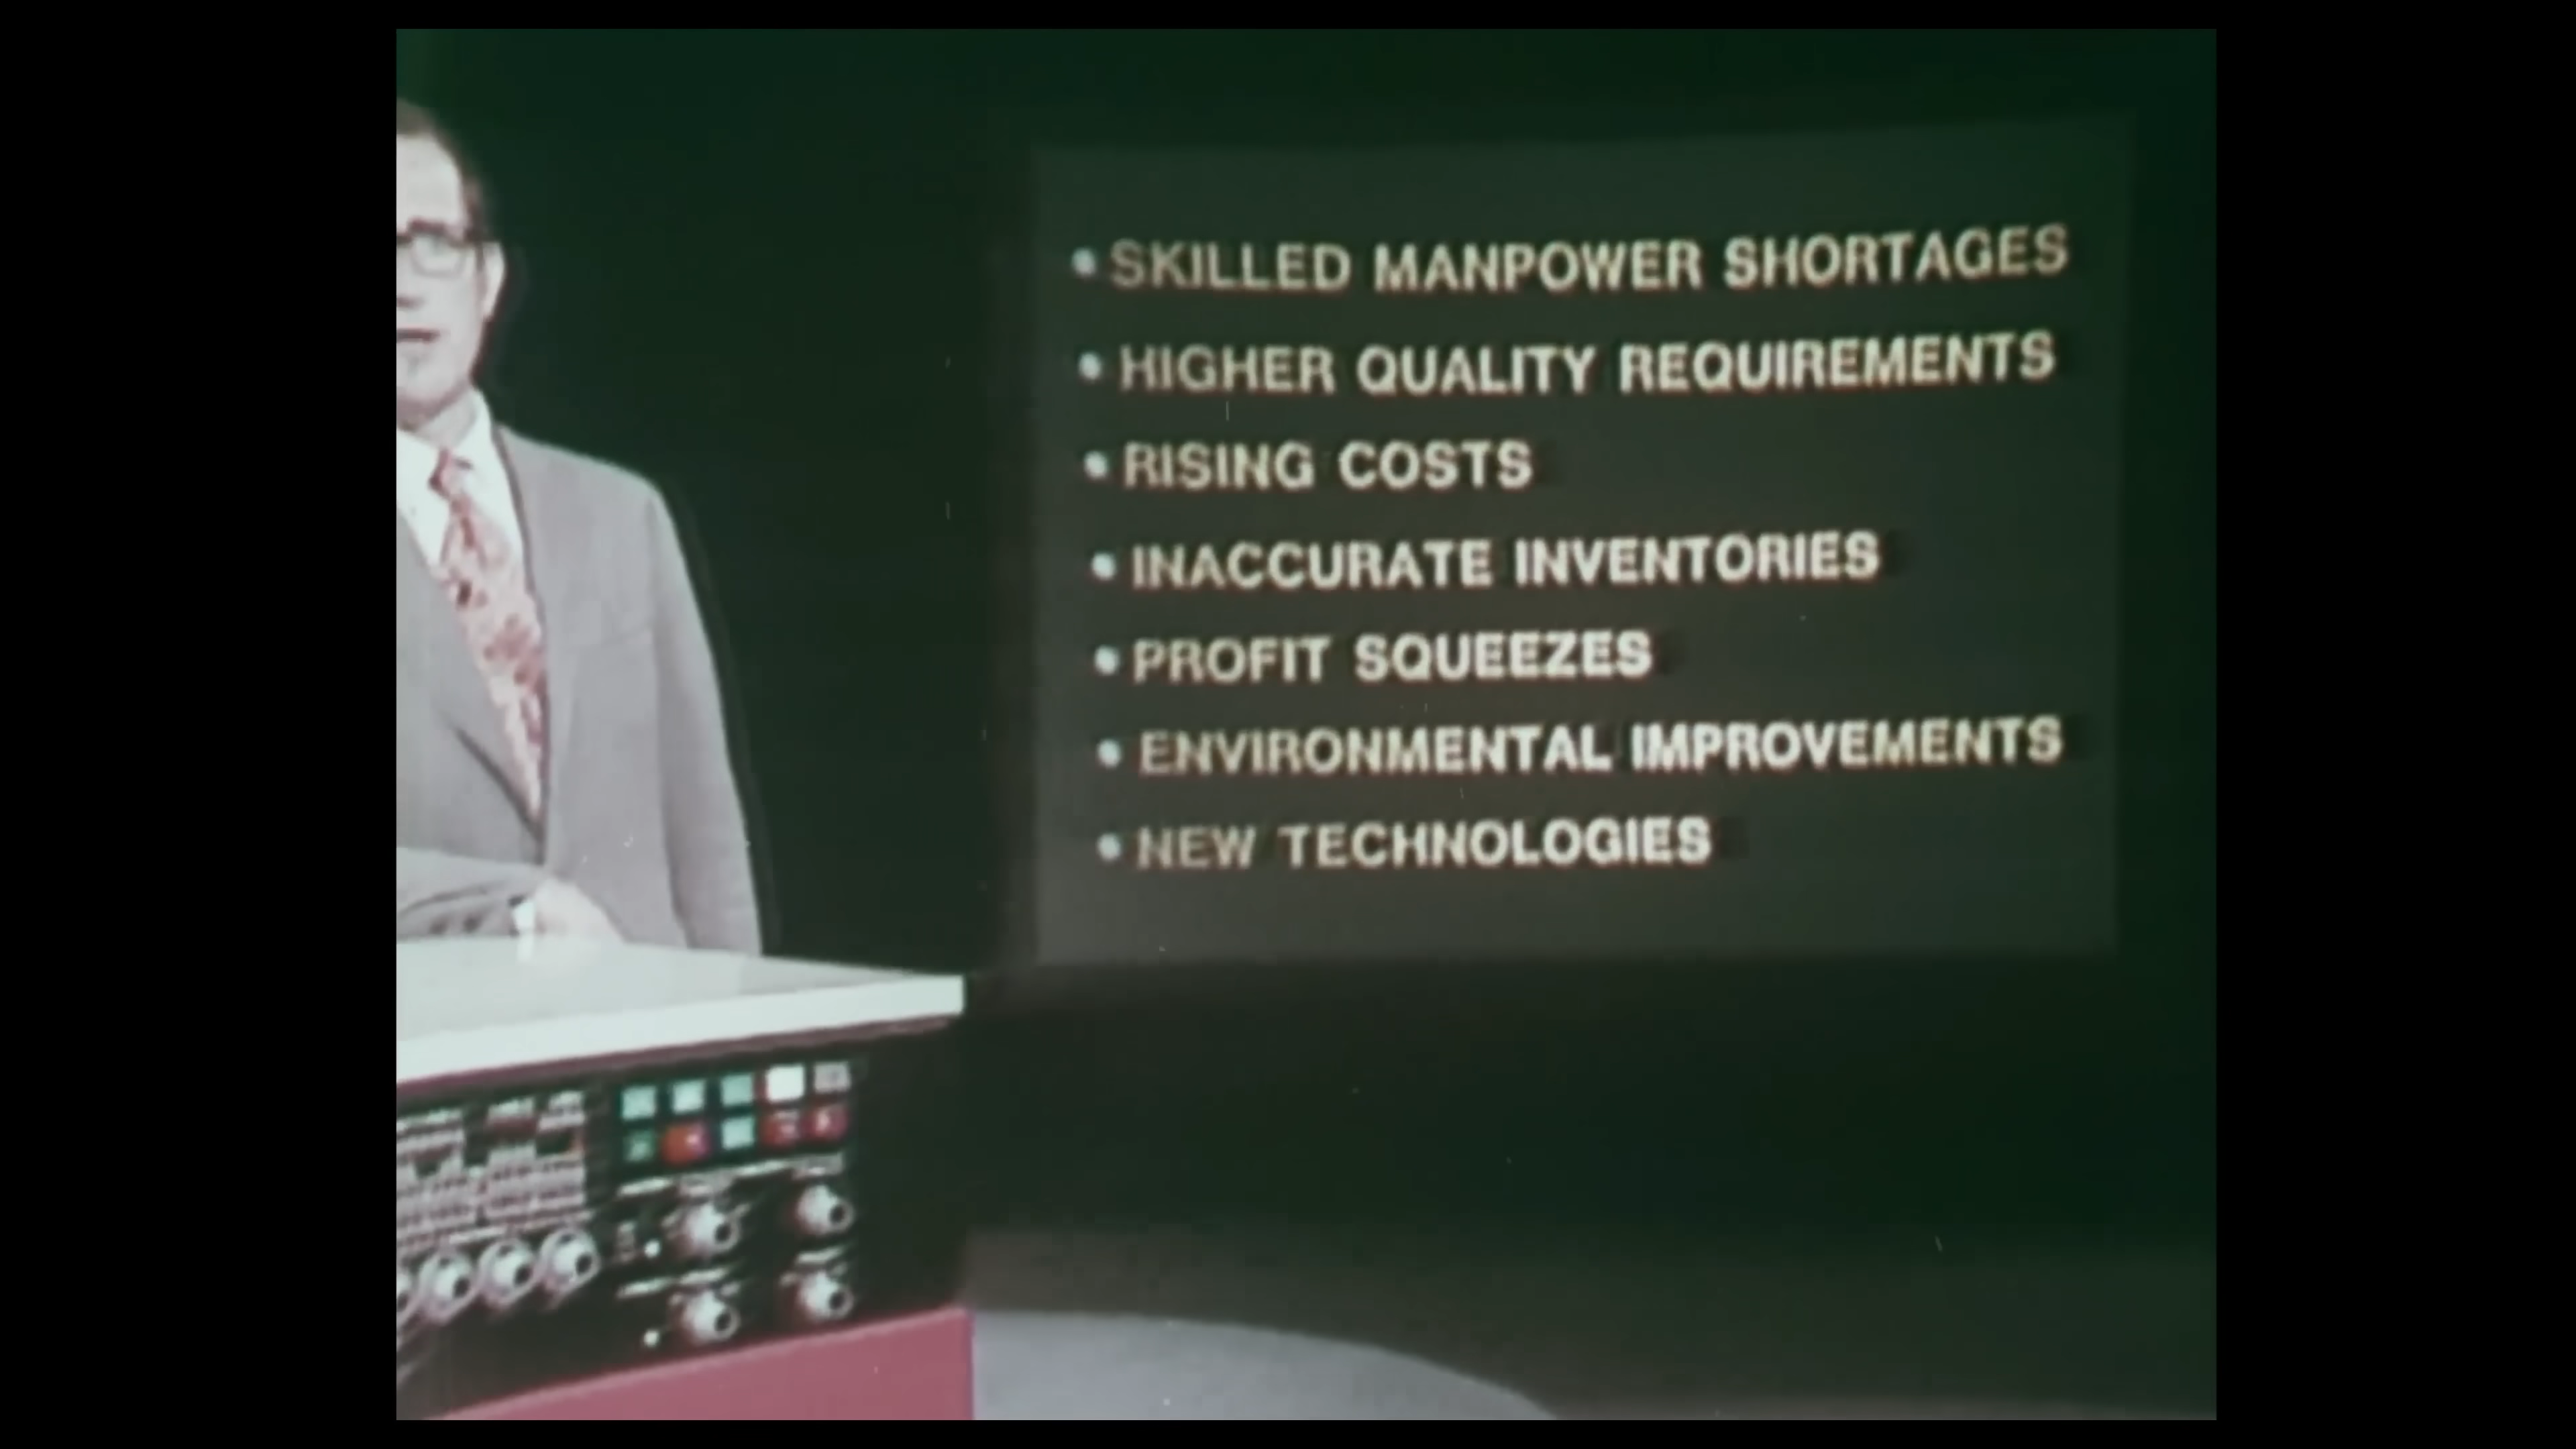 • SKILLED MANPOWER SHORTAGES
• HIGHER QUALITY REQUIREMENTS
• RISING COSTS
• INACCURATE INVENTORIES
• PROFIT SQUEEZES
• ENVIRONMENTAL IMPROVEMENTS
• NEW TECHNOLOGIES